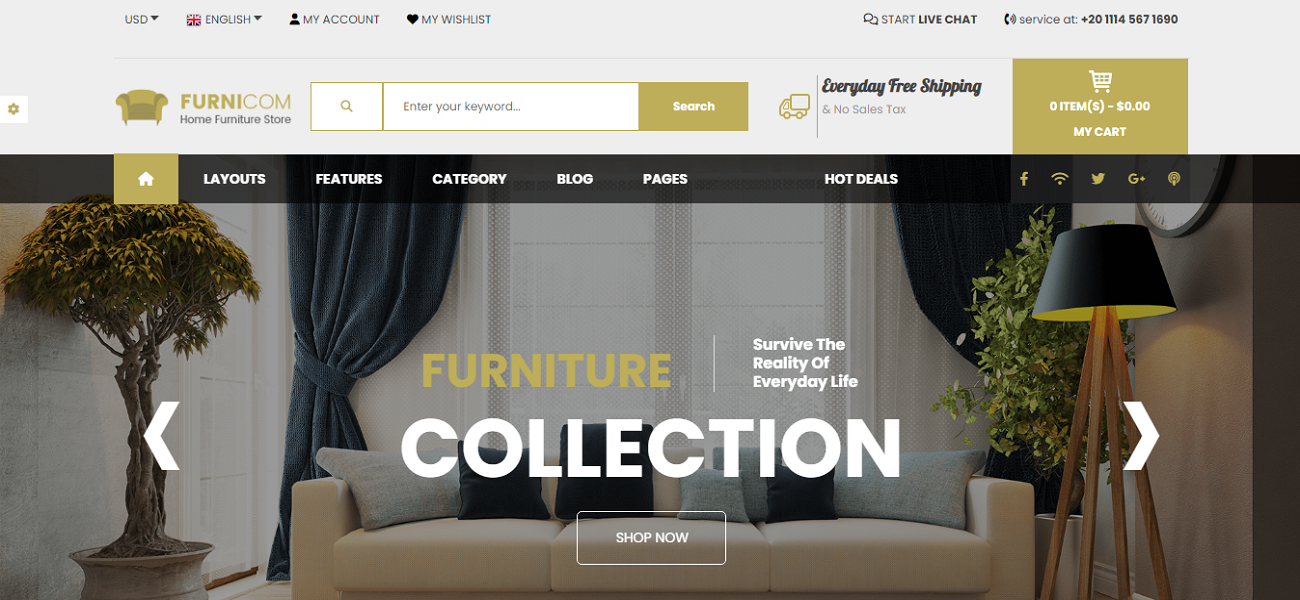 USD
ENGLISH
MY ACCOUNT
MY WISHLIST
START LIVE CHAT
service at: +20 1114 567 1690
FURNICOM
Home Furniture Store
Enter your keyword...
Search
Everyday Free Shipping
& No Sales Tax
0 ITEM(S) - $0.00
MY CART
LAYOUTS
FEATURES
CATEGORY
BLOG
PAGES
HOT DEALS
FURNITURE
Survive The
Reality Of
Everyday Life
COLLECTION
SHOP NOW